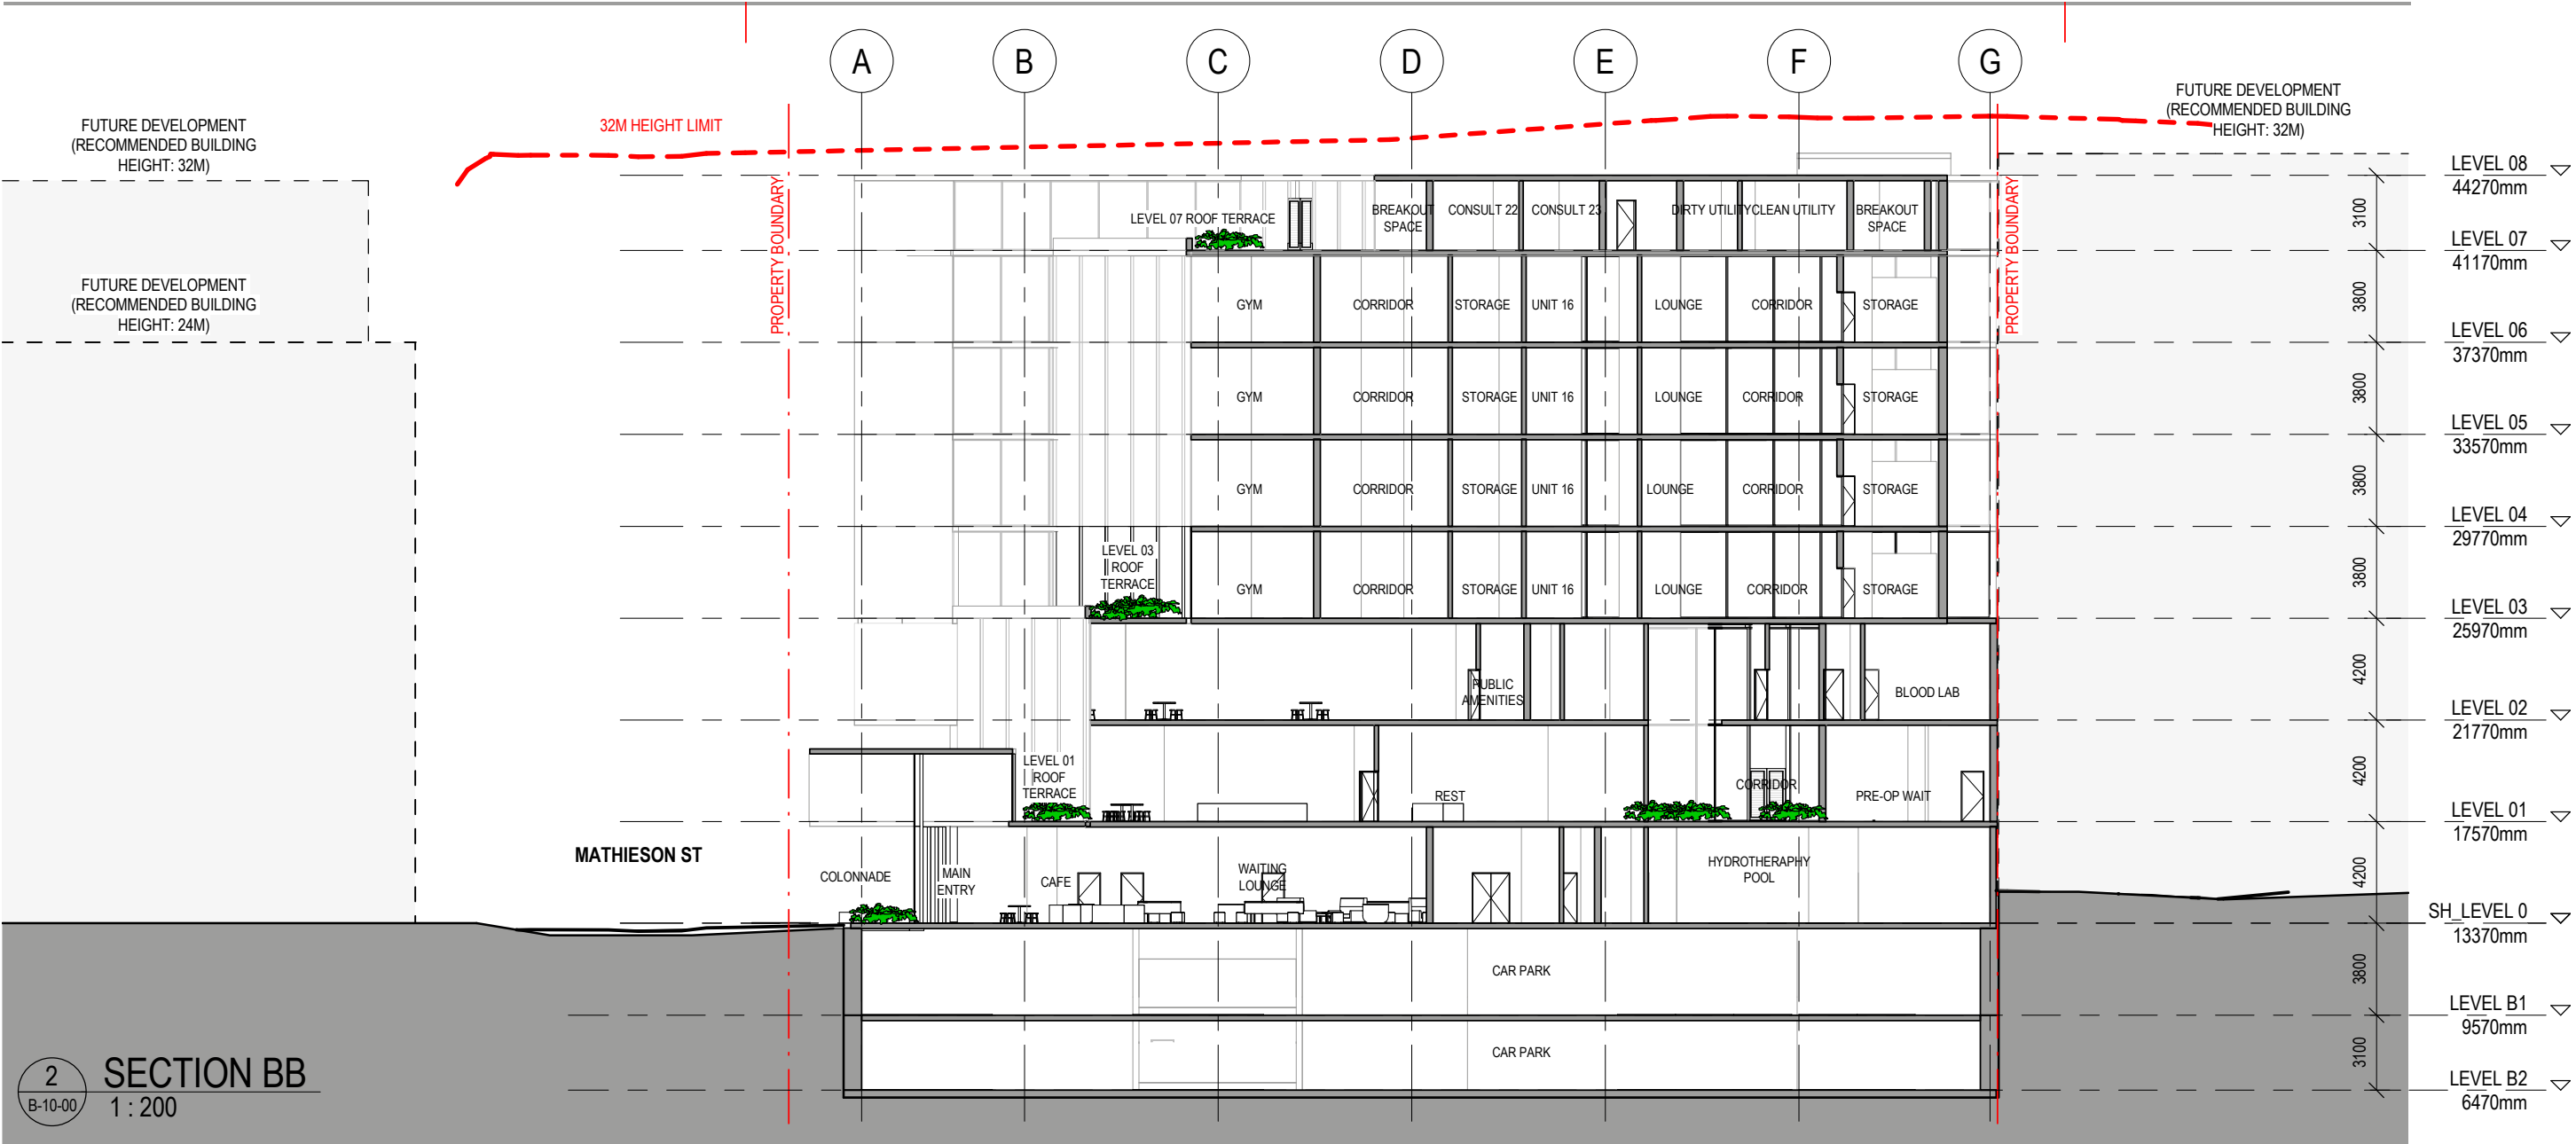 A
B
C
D
E
F
G
FUTURE DEVELOPMENT
(RECOMMENDED BUILDING
HEIGHT: 32M)
32M HEIGHT LIMIT
FUTURE DEVELOPMENT
(RECOMMENDED BUILDING
HEIGHT: 32M)
FUTURE DEVELOPMENT
(RECOMMENDED BUILDING
HEIGHT: 24M)
PROPERTY BOUNDARY
PROPERTY BOUNDARY
LEVEL 07 ROOF TERRACE
BREAKOUT
SPACE
CONSULT 22
CONSULT 23
DIRTY UTILITY
CLEAN UTILITY
BREAKOUT
SPACE
GYM
CORRIDOR
STORAGE
UNIT 16
LOUNGE
CORRIDOR
STORAGE
GYM
CORRIDOR
STORAGE
UNIT 16
LOUNGE
CORRIDOR
STORAGE
GYM
CORRIDOR
STORAGE
UNIT 16
LOUNGE
CORRIDOR
STORAGE
LEVEL 03
ROOF
TERRACE
GYM
CORRIDOR
STORAGE
UNIT 16
LOUNGE
CORRIDOR
STORAGE
PUBLIC
AMENITIES
BLOOD LAB
LEVEL 01
ROOF
TERRACE
REST
CORRIDOR
PRE-OP WAIT
MATHIESON ST
COLONNADE
MAIN
ENTRY
CAFE
WAITING
LOUNGE
HYDROTHERAPHY
POOL
CAR PARK
CAR PARK
LEVEL 08
44270mm
3100
LEVEL 07
41170mm
3800
LEVEL 06
37370mm
3800
LEVEL 05
33570mm
3800
LEVEL 04
29770mm
3800
LEVEL 03
25970mm
4200
LEVEL 02
21770mm
4200
LEVEL 01
17570mm
4200
SH_LEVEL 0
13370mm
3800
LEVEL B1
9570mm
3100
LEVEL B2
6470mm
2
B-10-00
SECTION BB
1 : 200